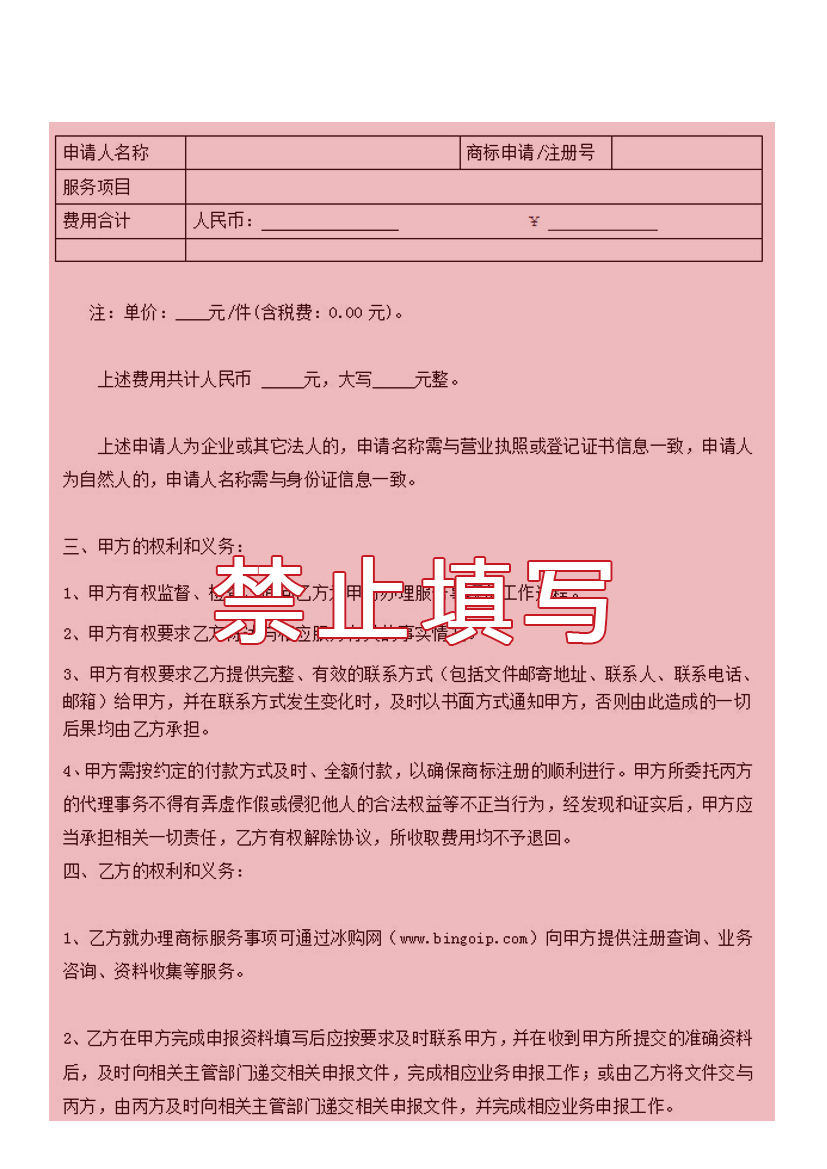 申请人名称 商标申请/注册号
服务项目
费用合计 人民币: ¥
注: 单价: ____元/件(含税费: 0.00 元)。
上述费用共计人民币 _____元, 大写_____元整。
上述申请人为企业或其它法人的, 申请名称需与营业执照或登记证书信息一致, 申请人
为自然人的, 申请人名称需与身份证信息一致。
三、甲方的权利和义务:
禁止填写
1、甲方有权监督、
乙方
办理服 工作
2、甲方有权要求乙方 相应服 事实情
3、甲方有权要求乙方提供完整、有效的联系方式（包括文件邮寄地址、联系人、联系电话、
邮箱）给甲方, 并在联系方式发生变化时, 及时以书面方式通知甲方, 否则由此造成的一切
后果均由乙方承担。
4、甲方需按约定的付款方式及时、全额付款, 以确保商标注册的顺利进行。甲方所委托丙方
的代理事务不得有弄虚作假或侵犯他人的合法权益等不正当行为, 经发现和证实后, 甲方应
当承担相关一切责任, 乙方有权解除协议, 所收取费用均不予退回。
四、乙方的权利和义务:
1、乙方就办理商标服务事项可通过冰购网（www.bingoip.com）向甲方提供注册查询、业务
咨询、资料收集等服务。
2、乙方在甲方完成申报资料填写后应按要求及时联系甲方, 并在收到甲方所提交的准确资料
后, 及时向相关主管部门递交相关申报文件, 完成相应业务申报工作; 或由乙方将文件交与
丙方, 由丙方及时向相关主管部门递交相关申报文件, 并完成相应业务申报工作。